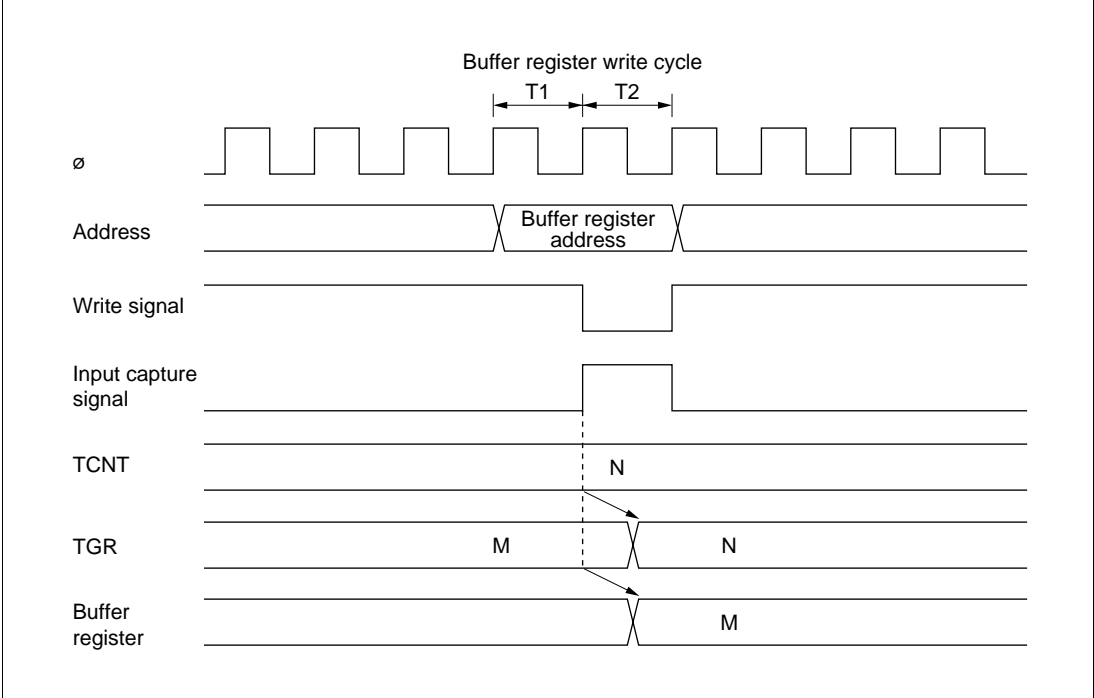 Buffer register write cycle
T1 T2
ø
Address
Buffer register
address
Write signal
Input capture
signal
TCNT
N
TGR
M N
Buffer
register
M